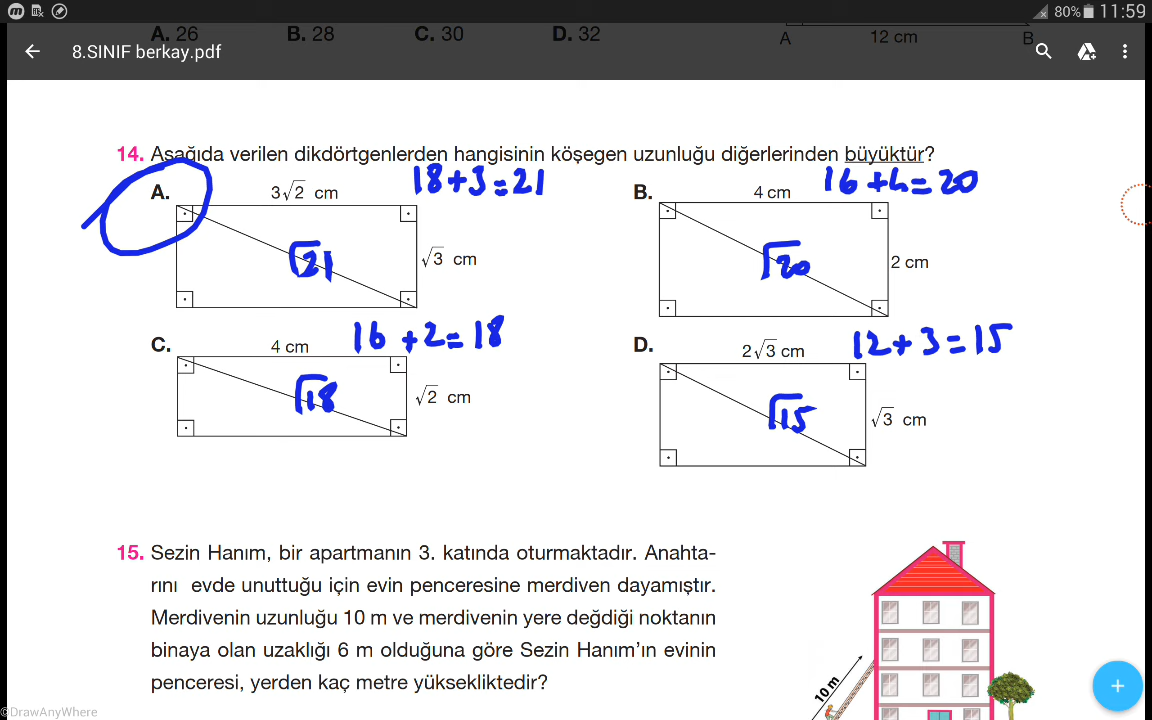 80% 11:59
A. 26 B. 28 C. 30 D. 32 A 12 cm B
8.SINIF berkay.pdf
14. Aşağıda verilen dikdörtgenlerden hangisinin köşegen uzunluğu diğerlerinden büyüktür?
A. 3√2 cm 18+3=21
√21 √3 cm
B. 4 cm 16+4=20
√20 2 cm
C. 4 cm 16+2=18
√18 √2 cm
D. 2√3 cm 12+3=15
√15 √3 cm
15. Sezin Hanım, bir apartmanın 3. katında oturmaktadır. Anahta-
rını evde unuttuğu için evin penceresine merdiven dayamıştır.
Merdivenin uzunluğu 10 m ve merdivenin yere değdiği noktanın
binaya olan uzaklığı 6 m olduğuna göre Sezin Hanım'ın evinin
penceresi, yerden kaç metre yüksekliktedir?
10 m
©DrawAnyWhere